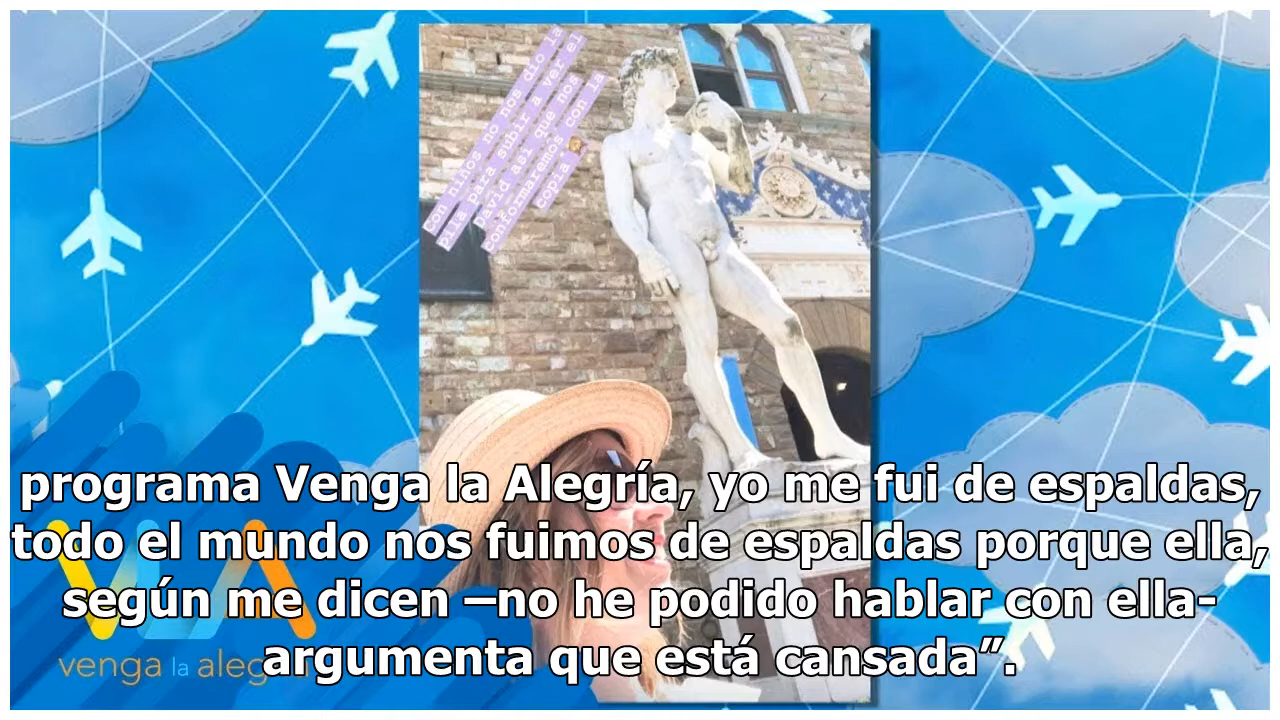 Con niños no nos dio la
pila para subir a ver el
David así que nos
conformaremos con la
copia
programa Venga la Alegría, yo me fui de espaldas,
todo el mundo nos fuimos de espaldas porque ella,
según me dicen –no he podido hablar con ella-
argumenta que está cansada”.
VLA
venga la aleg